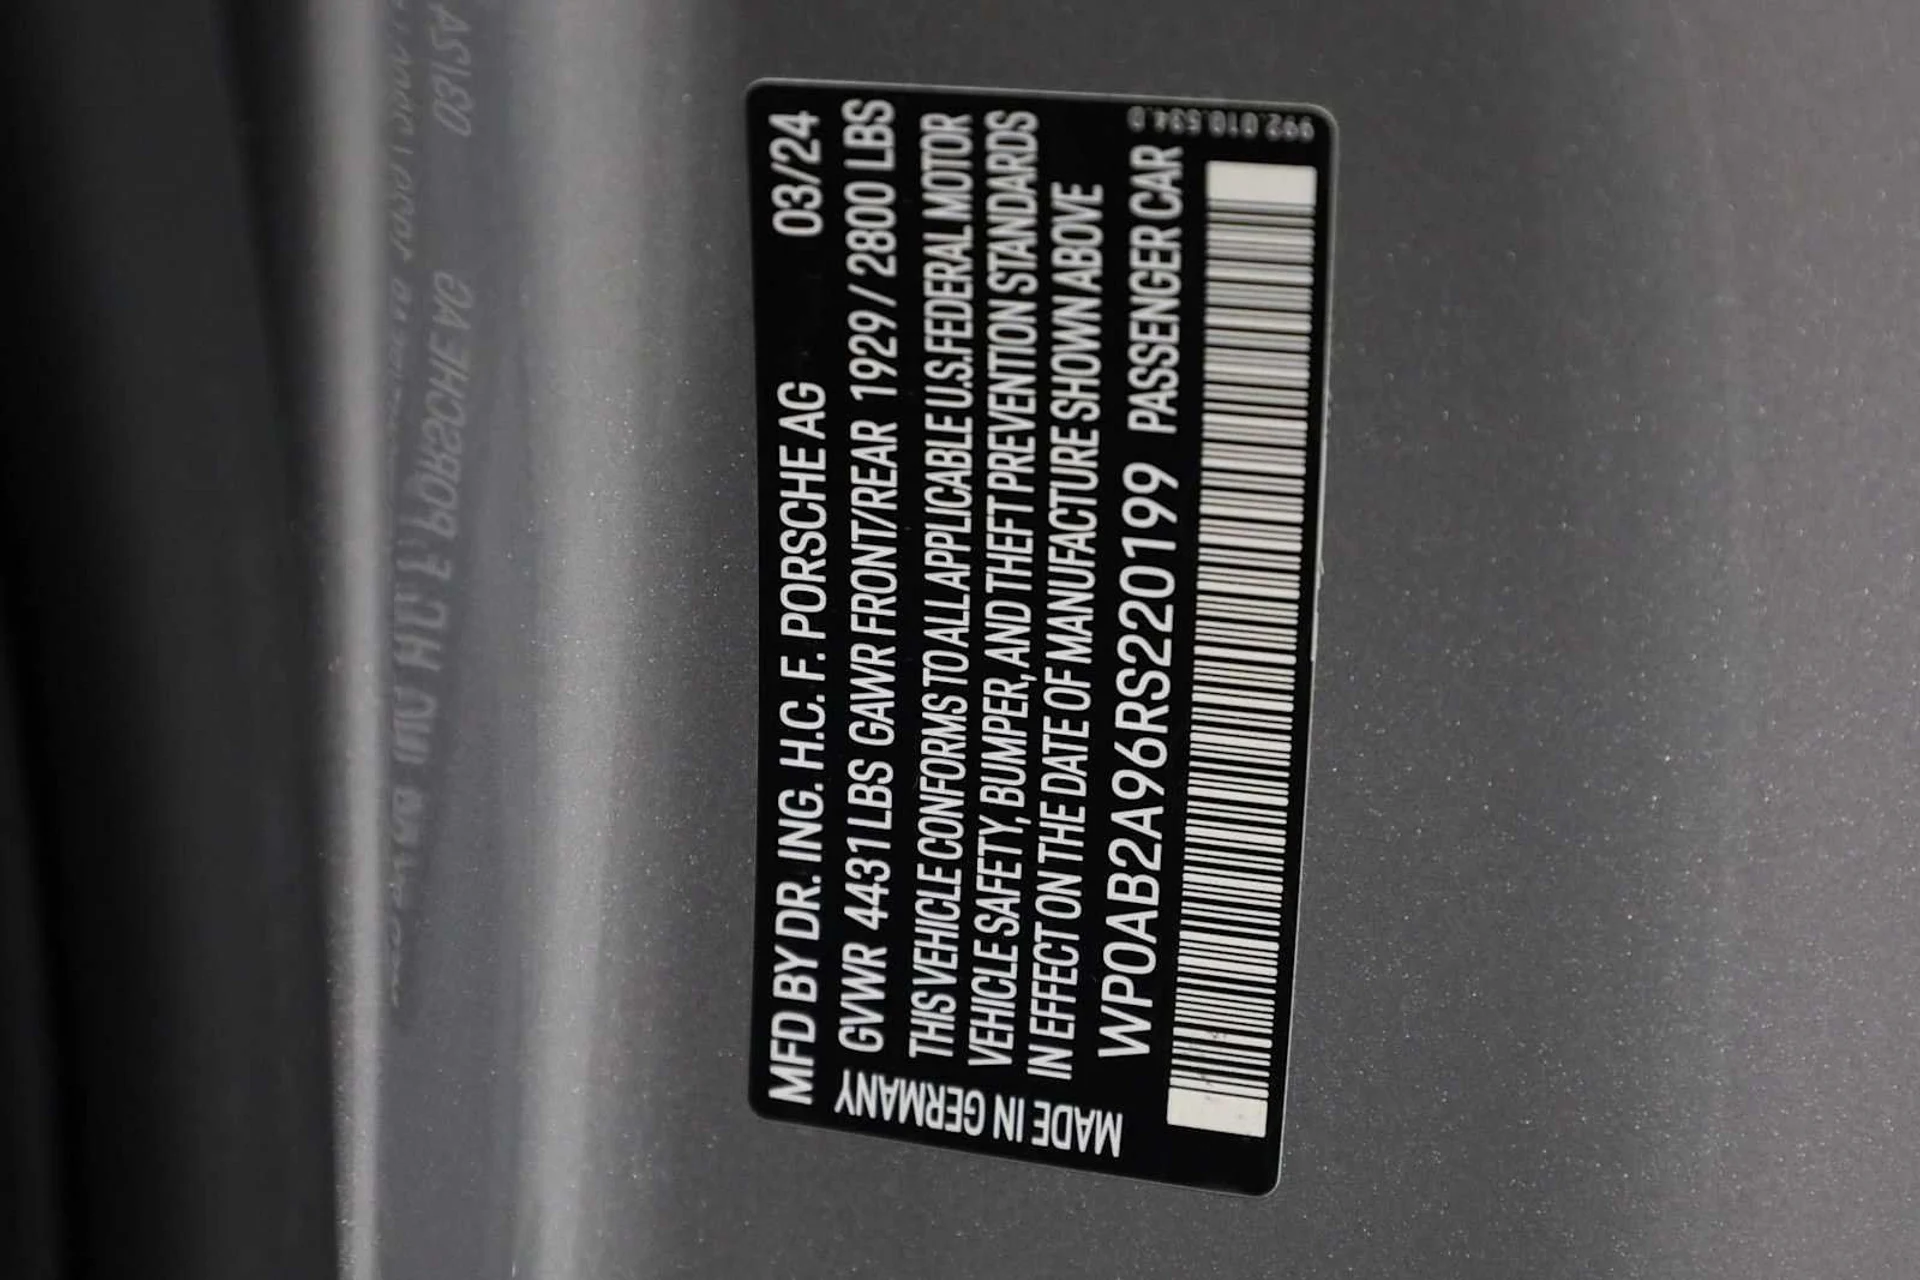 MFD BY DR. ING. H.C. F. PORSCHE AG 03/24
GVWR 4431 LBS GAWR FRONT/REAR 1929 / 2800 LBS
THIS VEHICLE CONFORMS TO ALL APPLICABLE U.S. FEDERAL MOTOR
VEHICLE SAFETY, BUMPER, AND THEFT PREVENTION STANDARDS
IN EFFECT ON THE DATE OF MANUFACTURE SHOWN ABOVE
WP0AB2A96RS220199 PASSENGER CAR
MADE IN GERMANY
992.010.534.D